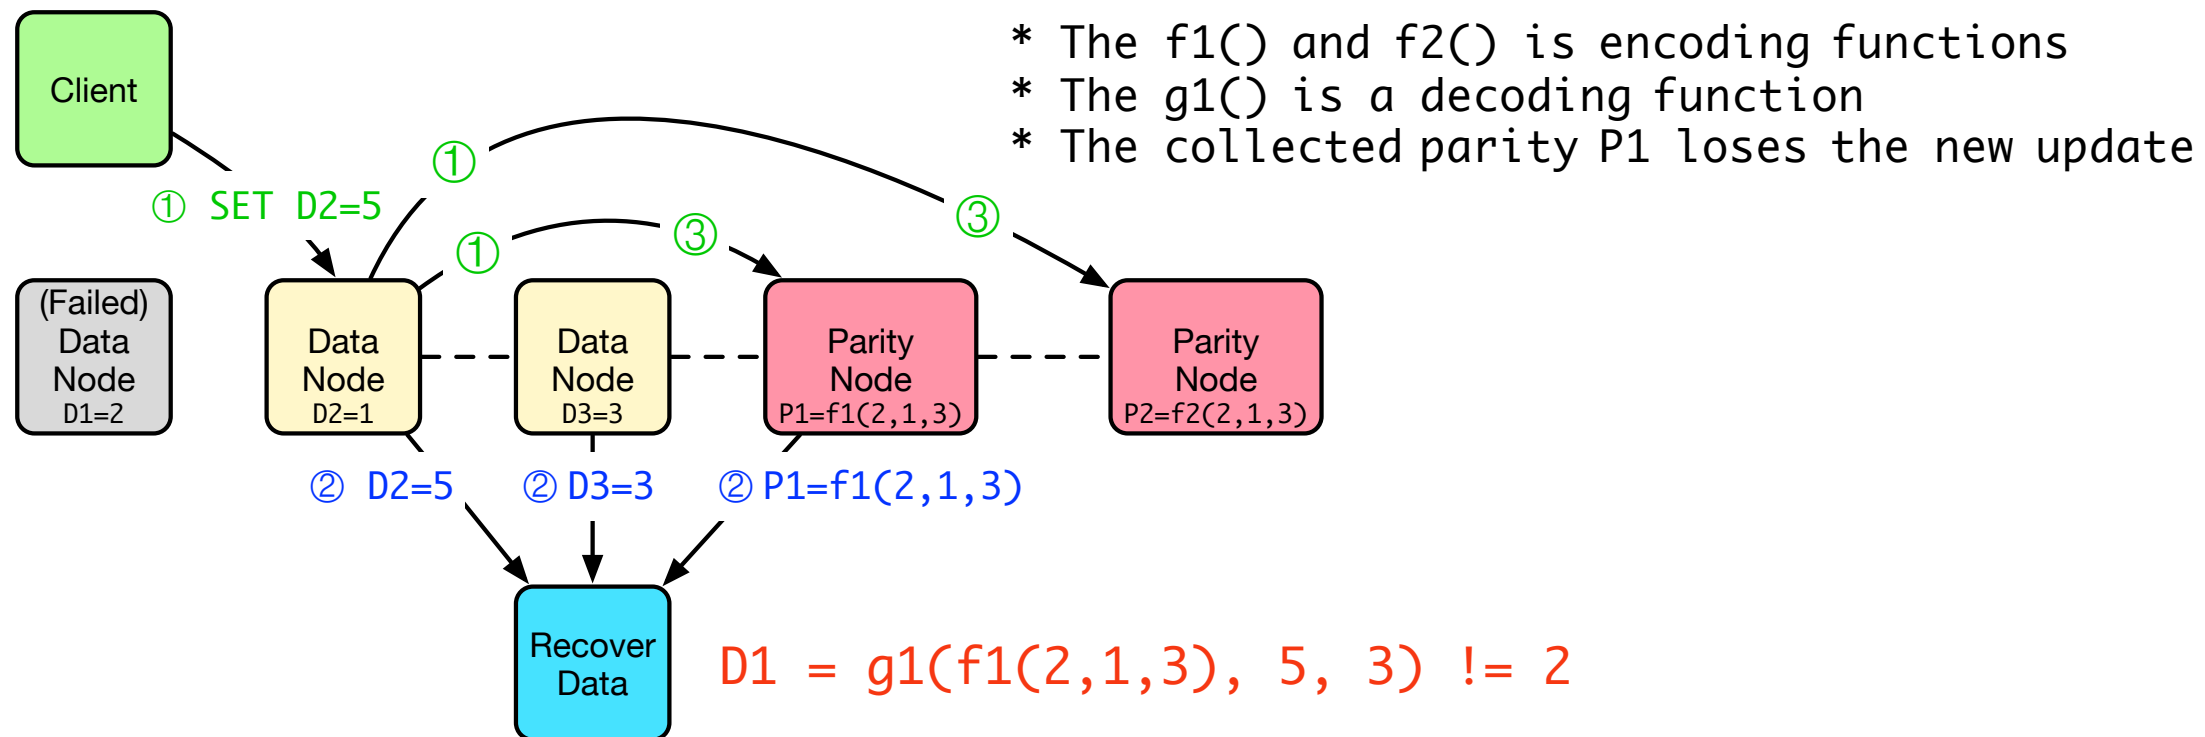 Client
* The f1() and f2() is encoding functions
* The g1() is a decoding function
* The collected parity P1 loses the new update
①
① SET D2=5
③
①
③
(Failed)
Data
Node
D1=2
Data
Node
D2=1
Data
Node
D3=3
Parity
Node
P1=f1(2,1,3)
Parity
Node
P2=f2(2,1,3)
② D2=5
② D3=3
② P1=f1(2,1,3)
Recover
Data
D1 = g1(f1(2,1,3), 5, 3) != 2